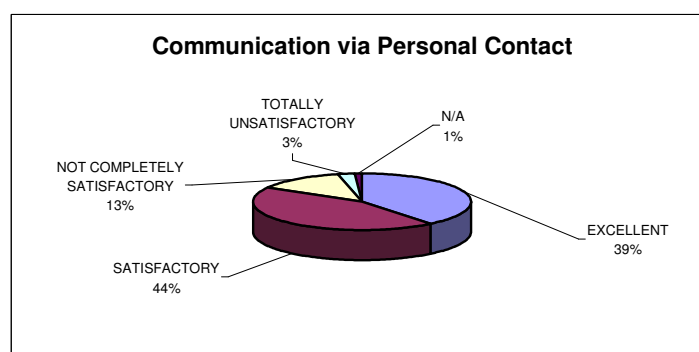 Communication via Personal Contact
TOTALLY
UNSATISFACTORY
3%
N/A
1%
NOT COMPLETELY
SATISFACTORY
13%
EXCELLENT
39%
SATISFACTORY
44%